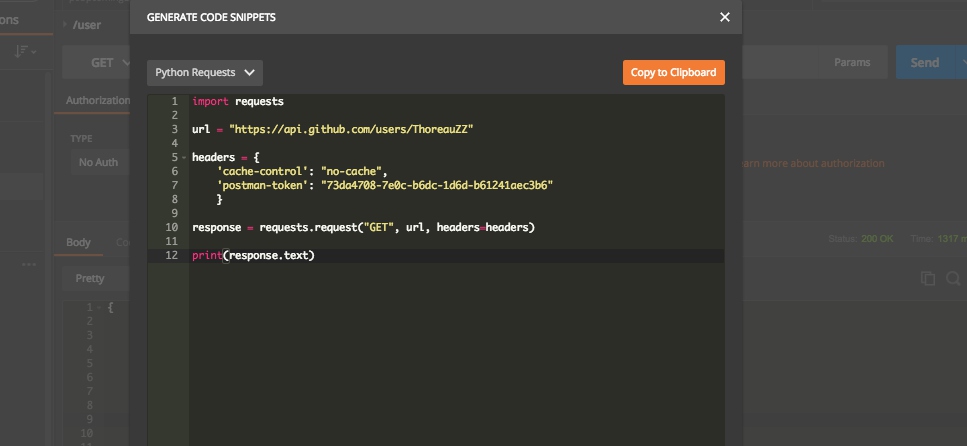 GENERATE CODE SNIPPETS
ons
/user
GET
Params
Send
Python Requests
Copy to Clipboard
Authorization
TYPE
No Auth
arn more about authorization
1 import requests
2
3 url = "https://api.github.com/users/ThoreauZZ"
4
5 headers = {
6 'cache-control': "no-cache",
7 'postman-token': "73da4708-7e0c-b6dc-1d6d-b61241aec3b6"
8 }
9
10 response = requests.request("GET", url, headers=headers)
11
12 print(response.text)
Body
Co
Status: 200 OK
Time: 1317 m
Pretty
1 {
2
3
4
5
6
7
8
9
10